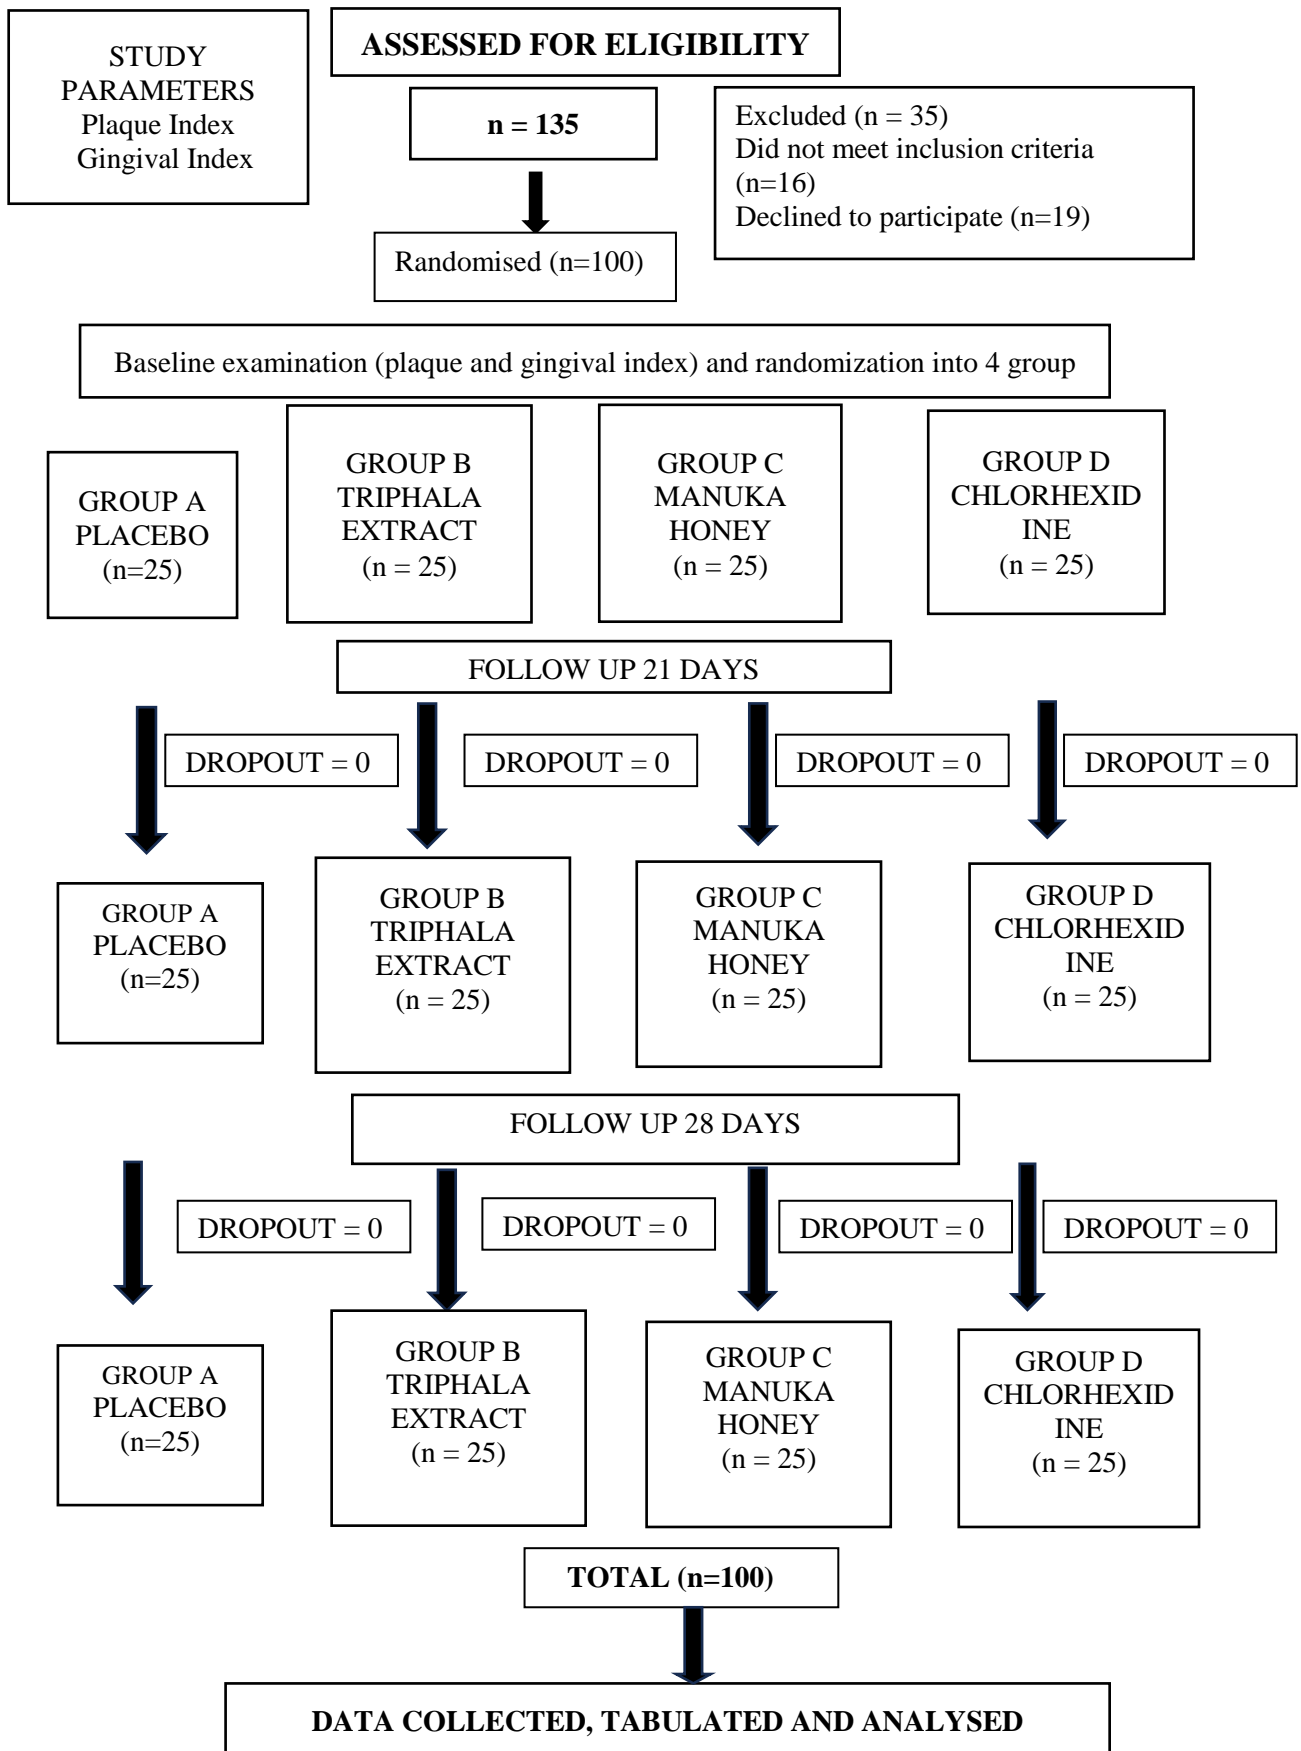 STUDY
PARAMETERS
Plaque Index
Gingival Index
ASSESSED FOR ELIGIBILITY
n = 135
Excluded (n = 35)
Did not meet inclusion criteria
(n=16)
Declined to participate (n=19)
Randomised (n=100)
Baseline examination (plaque and gingival index) and randomization into 4 group
GROUP A
PLACEBO
(n=25)
GROUP B
TRIPHALA
EXTRACT
(n = 25)
GROUP C
MANUKA
HONEY
(n = 25)
GROUP D
CHLORHEXID
INE
(n = 25)
FOLLOW UP 21 DAYS
DROPOUT = 0
DROPOUT = 0
DROPOUT = 0
DROPOUT = 0
GROUP A
PLACEBO
(n=25)
GROUP B
TRIPHALA
EXTRACT
(n = 25)
GROUP C
MANUKA
HONEY
(n = 25)
GROUP D
CHLORHEXID
INE
(n = 25)
FOLLOW UP 28 DAYS
DROPOUT = 0
DROPOUT = 0
DROPOUT = 0
DROPOUT = 0
GROUP A
PLACEBO
(n=25)
GROUP B
TRIPHALA
EXTRACT
(n = 25)
GROUP C
MANUKA
HONEY
(n = 25)
GROUP D
CHLORHEXID
INE
(n = 25)
TOTAL (n=100)
DATA COLLECTED, TABULATED AND ANALYSED